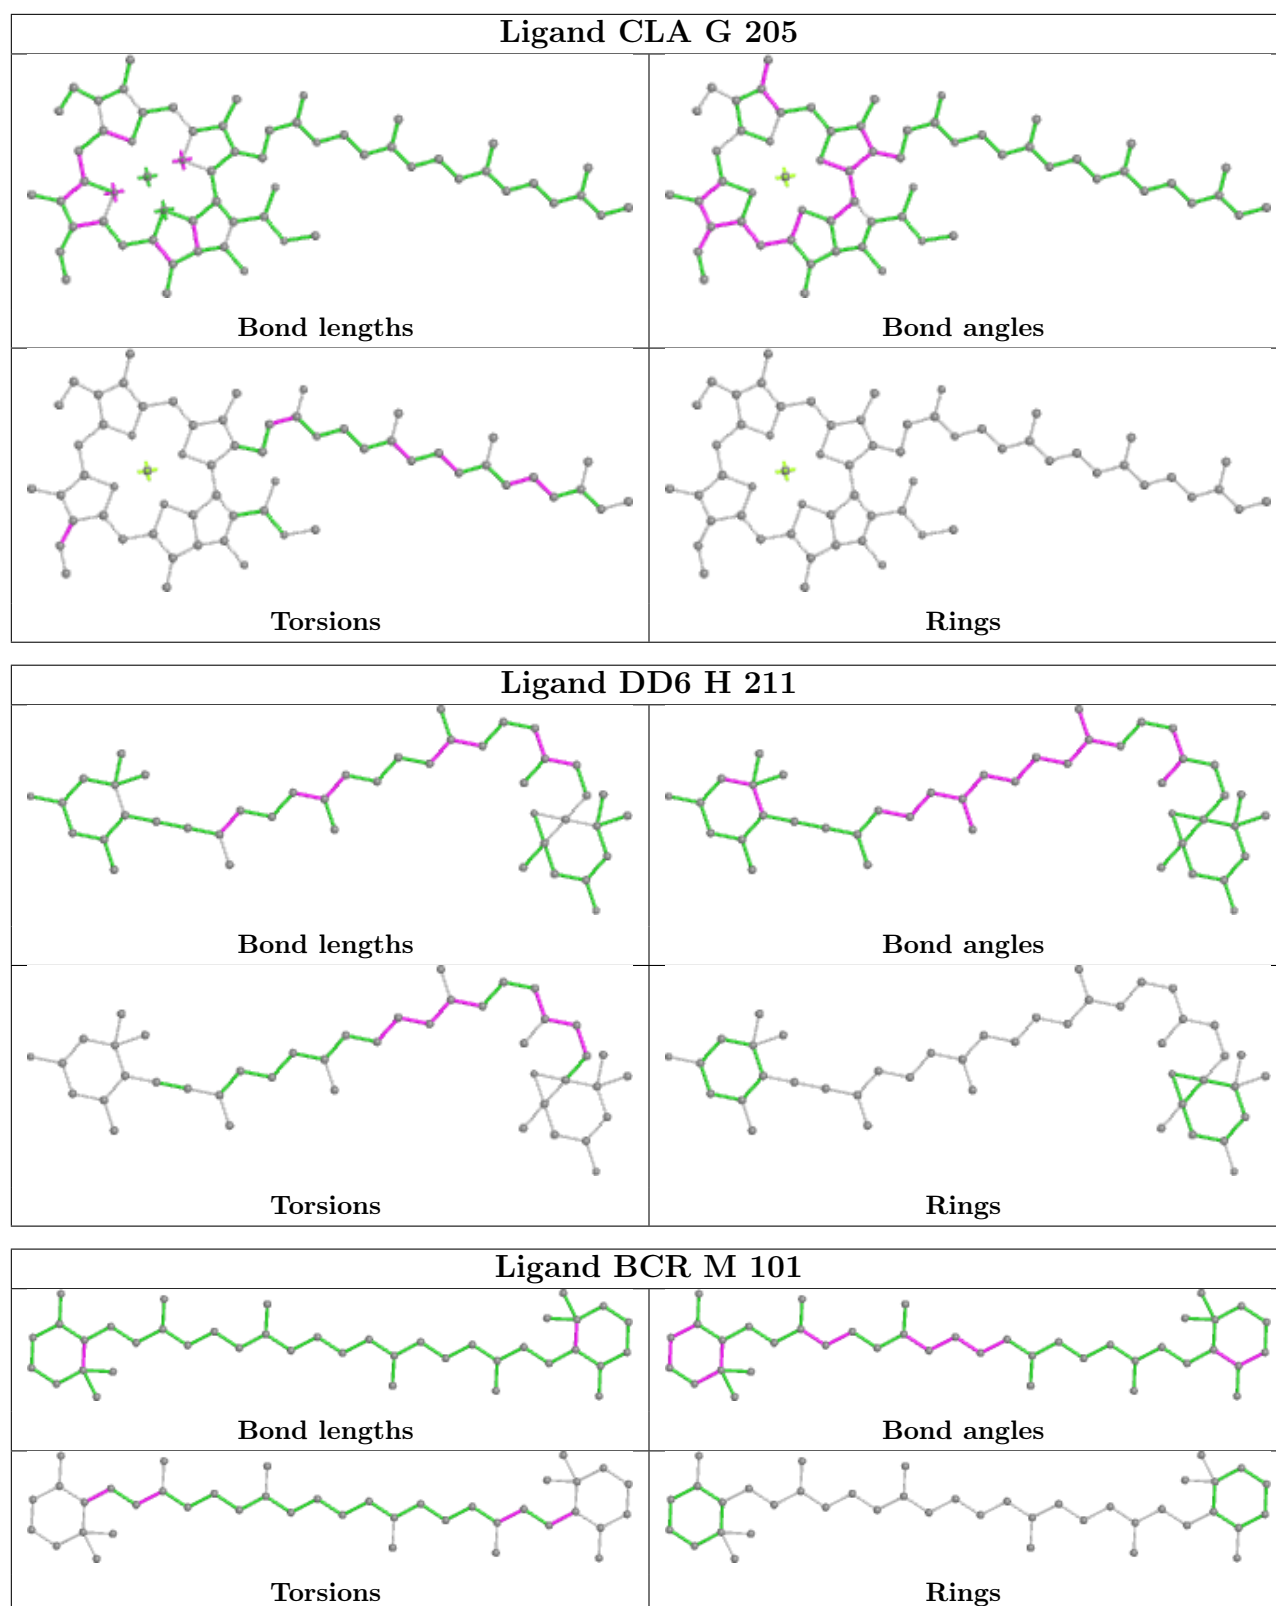 Ligand CLA G 205
Bond lengths
Bond angles
Torsions
Rings
Ligand DD6 H 211
Bond lengths
Bond angles
Torsions
Rings
Ligand BCR M 101
Bond lengths
Bond angles
Torsions
Rings